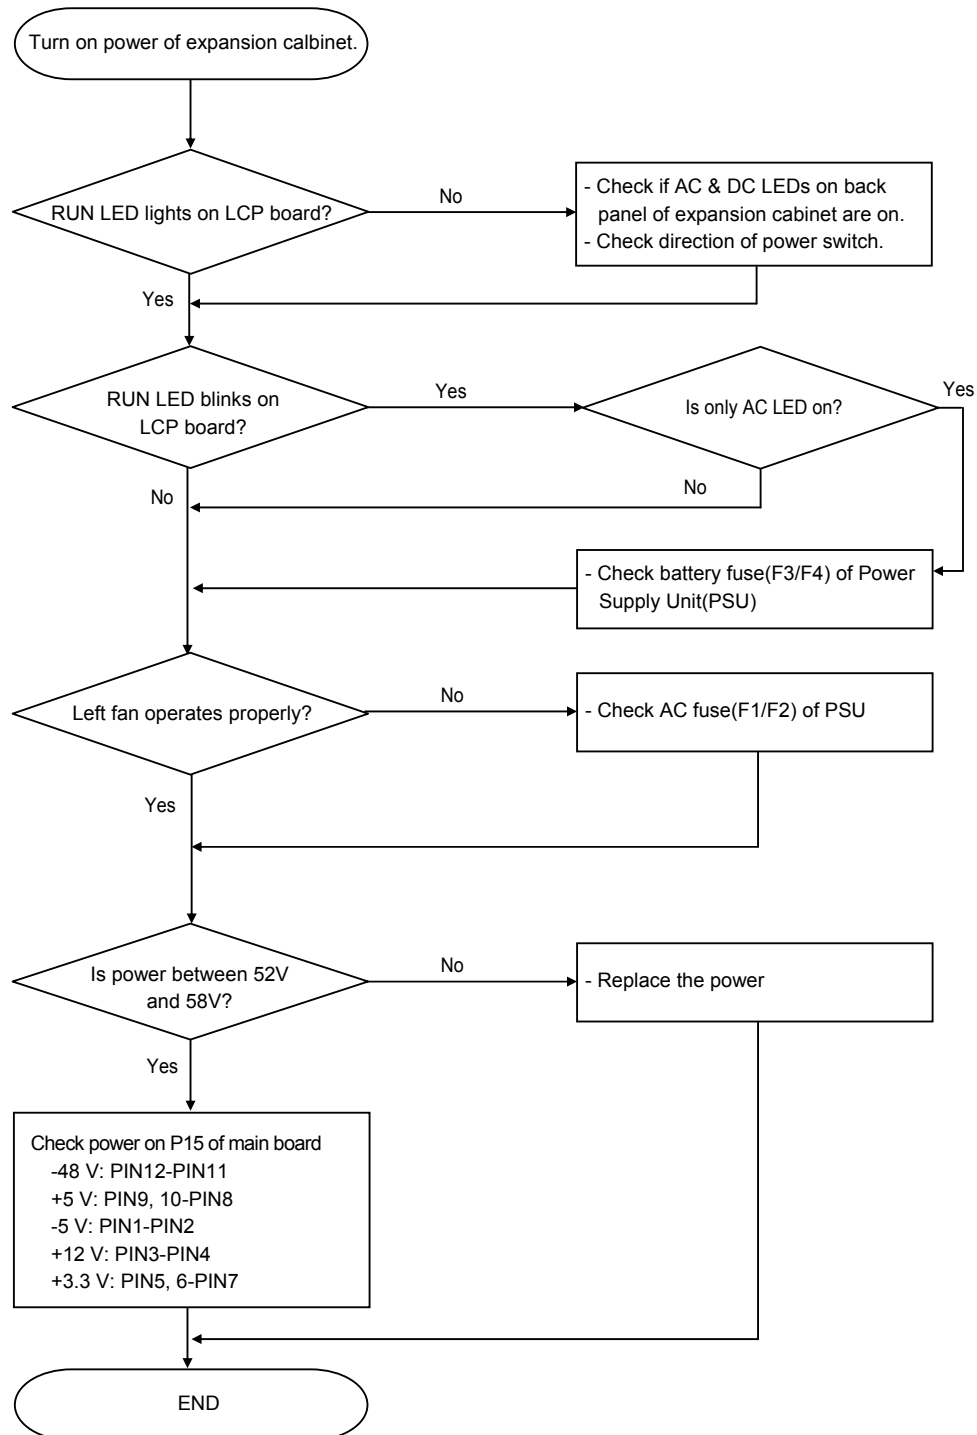 Turn on power of expansion calbinet.
RUN LED lights on LCP board?
No
- Check if AC & DC LEDs on back
panel of expansion cabinet are on.
- Check direction of power switch.
Yes
RUN LED blinks on
LCP board?
Yes
Is only AC LED on?
Yes
No
No
- Check battery fuse(F3/F4) of Power
Supply Unit(PSU)
Left fan operates properly?
No
- Check AC fuse(F1/F2) of PSU
Yes
Is power between 52V
and 58V?
No
- Replace the power
Yes
Check power on P15 of main board
-48 V: PIN12-PIN11
+5 V: PIN9, 10-PIN8
-5 V: PIN1-PIN2
+12 V: PIN3-PIN4
+3.3 V: PIN5, 6-PIN7
END